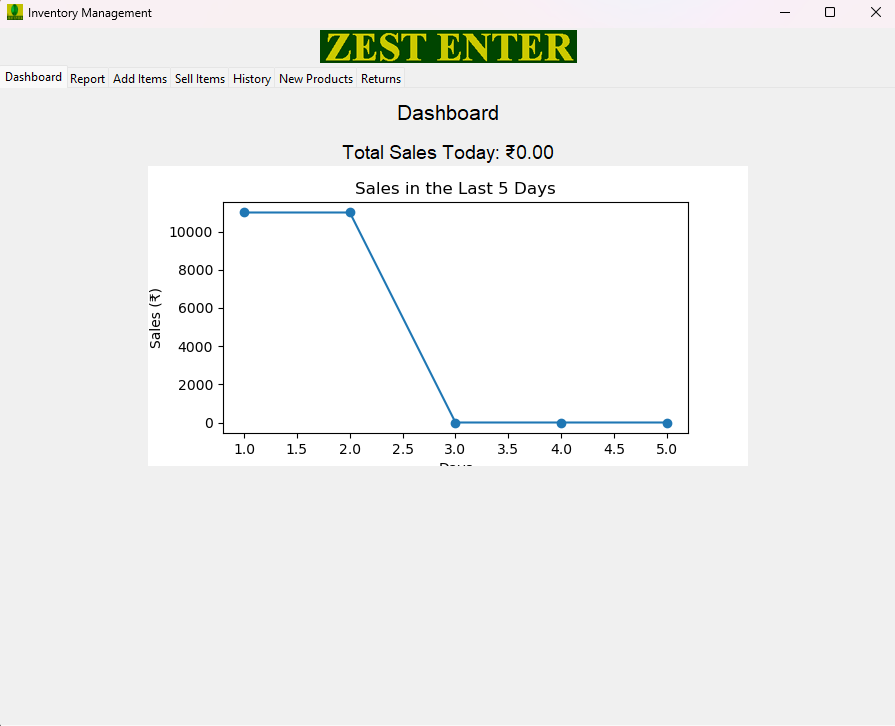 Inventory Management
ZEST ENTER
Dashboard Report Add Items Sell Items History New Products Returns
Dashboard
Total Sales Today: ₹0.00
Sales in the Last 5 Days
Sales (₹)
10000
8000
6000
4000
2000
0
1.0 1.5 2.0 2.5 3.0 3.5 4.0 4.5 5.0
Days